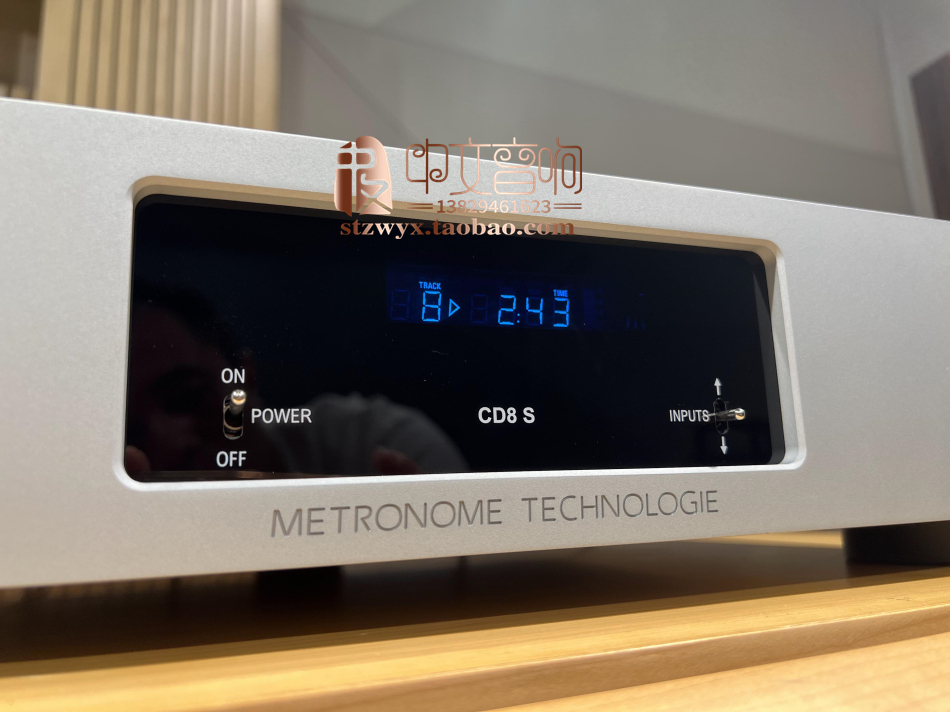 中文音响
13829461023
stzwyx.taobao.com
TRACK TIME
8 2:43
ON
POWER
OFF
CD8 S
INPUTS
METRONOME TECHNOLOGIE